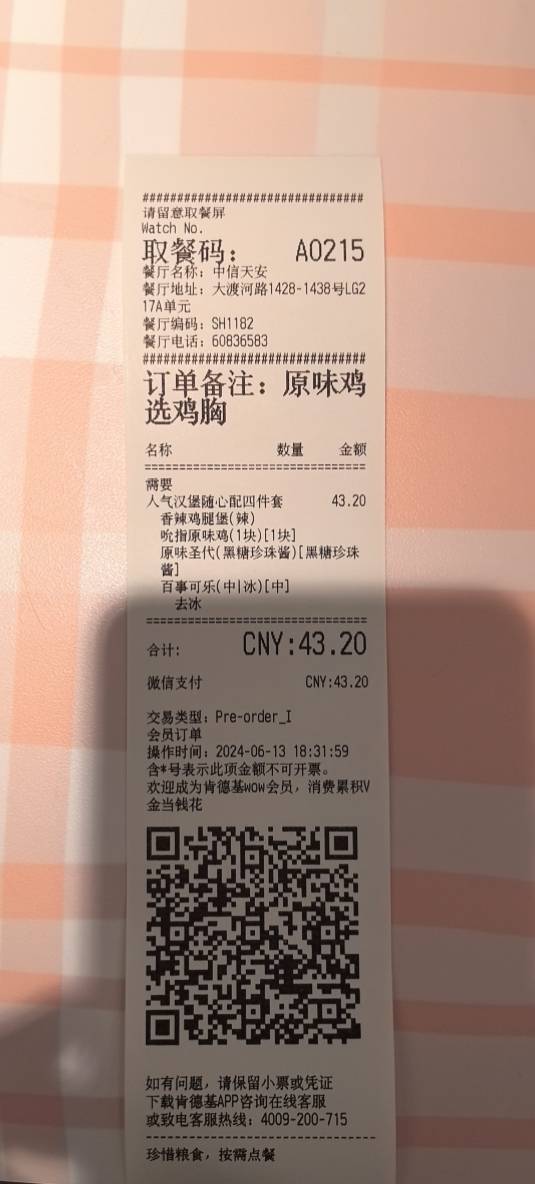 ################################
请留意取餐屏
Watch No.
取餐码： A0215
餐厅名称：中信天安
餐厅地址：大渡河路1428-1438号LG2
17A单元
餐厅编码：SH1182
餐厅电话：60836583
################################
订单备注：原味鸡
选鸡胸
名称 数量 金额
================================
需要
人气汉堡随心配四件套 43.20
香辣鸡腿堡(辣)
吮指原味鸡(1块)[1块]
原味圣代(黑糖珍珠酱)[黑糖珍珠
酱]
百事可乐(中|冰)[中]
去冰
================================
合计： CNY:43.20
微信支付 CNY:43.20
交易类型：Pre-order_I
会员订单
操作时间：2024-06-13 18:31:59
含*号表示此项金额不可开票。
欢迎成为肯德基wow会员，消费累积V
金当钱花
如有问题，请保留小票或凭证
下载肯德基APP咨询在线客服
或致电客服热线：4009-200-715
--------------------------------
珍惜粮食，按需点餐